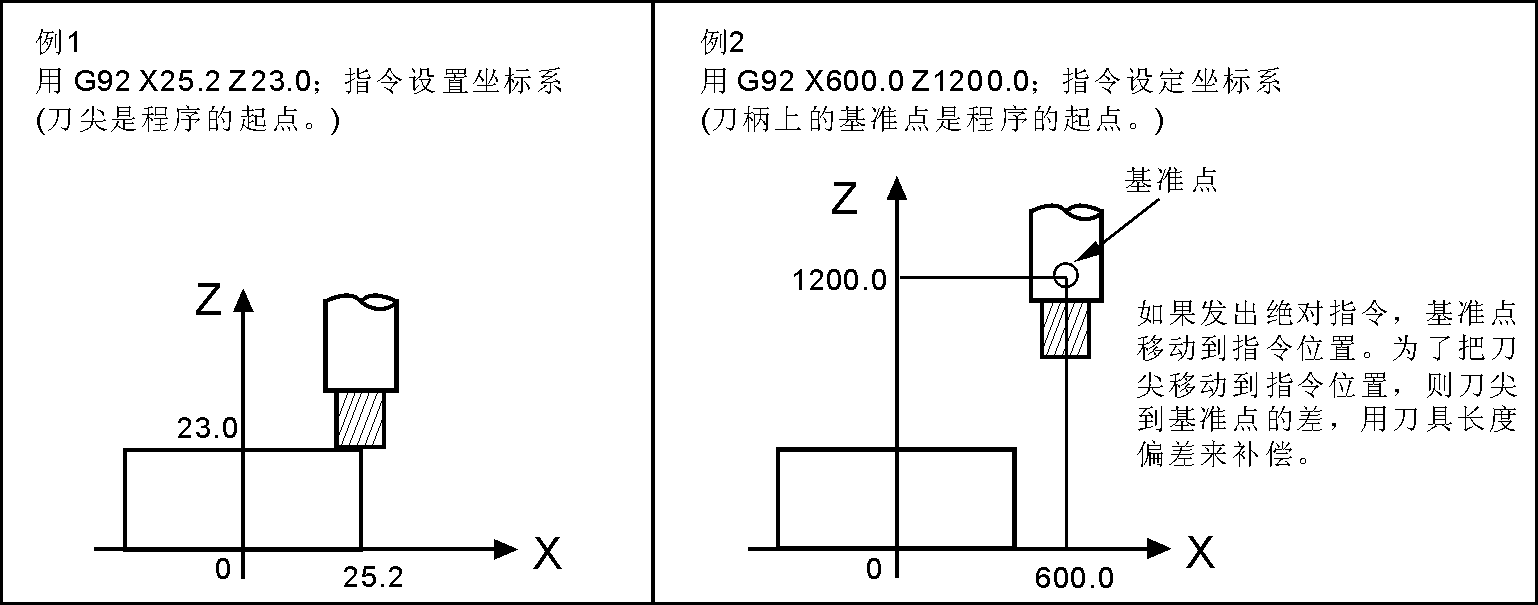 例1
用 G92 X25.2 Z23.0；指令设置坐标系
(刀尖是程序的起点。)
Z
23.0
0
25.2
X
例2
用 G92 X600.0 Z1200.0；指令设定坐标系
(刀柄上的基准点是程序的起点。)
基准点
Z
1200.0
如果发出绝对指令，基准点
移动到指令位置。为了把刀
尖移动到指令位置，则刀尖
到基准点的差，用刀具长度
偏差来补偿。
0
600.0
X